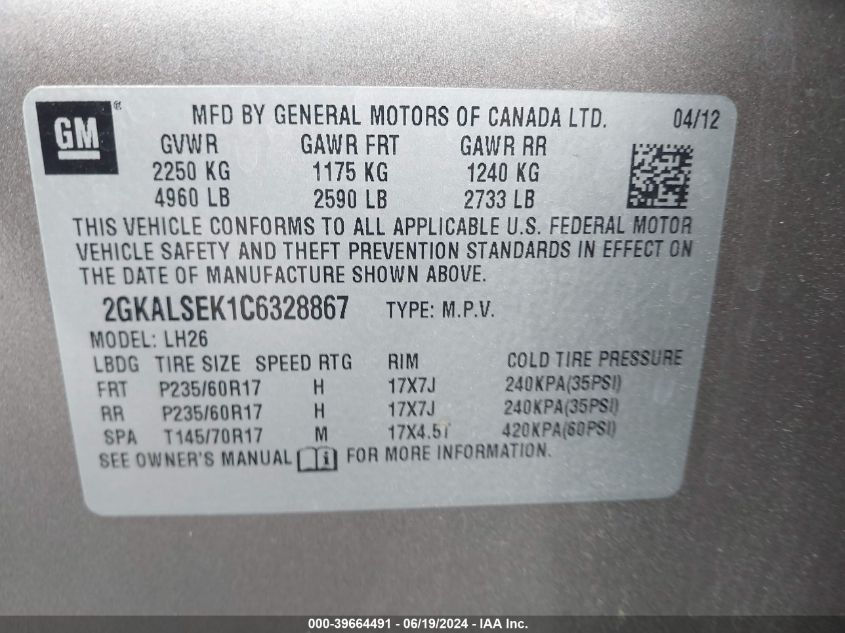 GM ®
MFD BY GENERAL MOTORS OF CANADA LTD. 04/12
GVWR GAWR FRT GAWR RR
2250 KG 1175 KG 1240 KG
4960 LB 2590 LB 2733 LB
THIS VEHICLE CONFORMS TO ALL APPLICABLE U.S. FEDERAL MOTOR
VEHICLE SAFETY AND THEFT PREVENTION STANDARDS IN EFFECT ON
THE DATE OF MANUFACTURE SHOWN ABOVE.
2GKALSEK1C6328867 TYPE: M.P.V.
MODEL: LH26
LBDG TIRE SIZE SPEED RTG RIM COLD TIRE PRESSURE
FRT P235/60R17 H 17X7J 240KPA(35PSI)
RR P235/60R17 H 17X7J 240KPA(35PSI)
SPA T145/70R17 M 17X4.5T 420KPA(60PSI)
SEE OWNER'S MANUAL i FOR MORE INFORMATION.
000-39664491 - 06/19/2024 - IAA Inc.